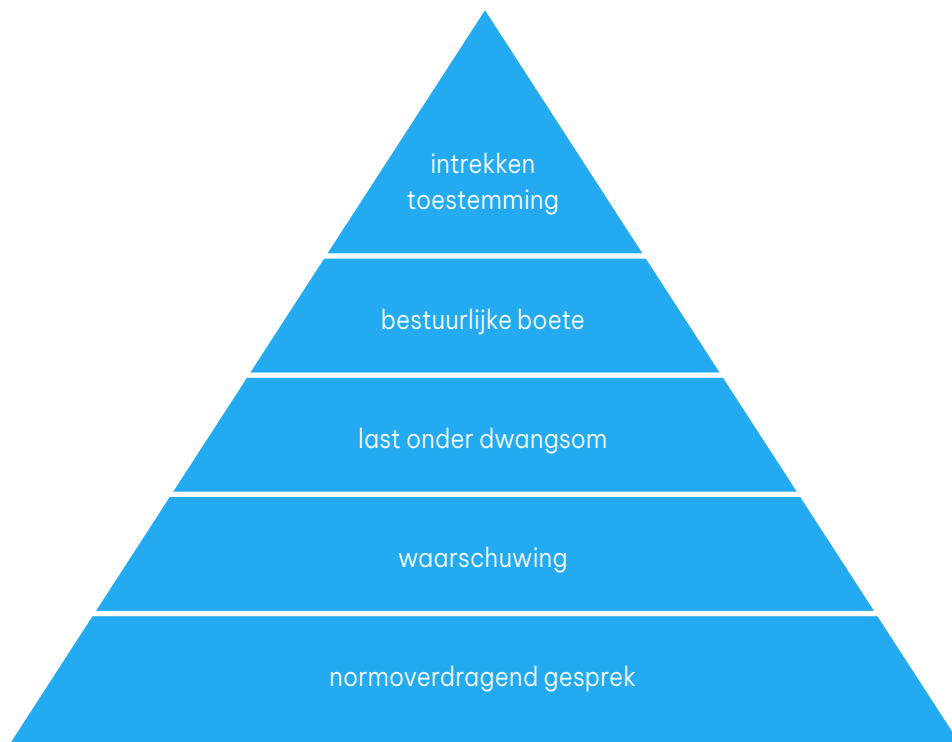 intrekken
toestemming
bestuurlijke boete
last onder dwangsom
waarschuwing
normoverdragend gesprek